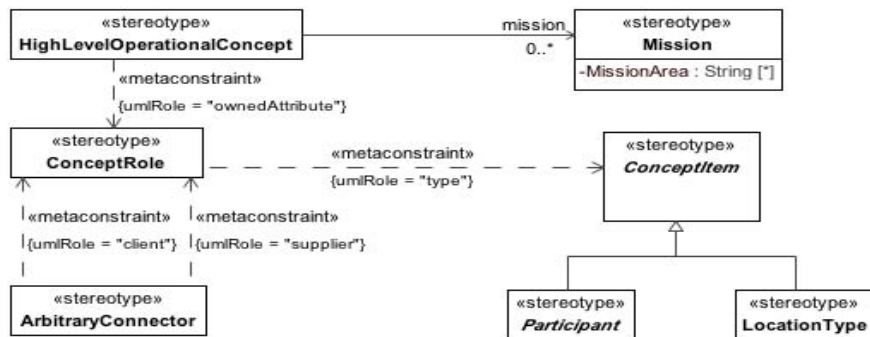 «stereotype»
HighLevelOperationalConcept
mission
0..*
«stereotype»
Mission
-MissionArea : String [*]
«metaconstraint»
{umlRole = "ownedAttribute"
«stereotype»
ConceptRole
«metaconstraint»
{umlRole = "type"}
«stereotype»
ConceptItem
«metaconstraint»
{umlRole = "client"}
«metaconstraint»
{umlRole = "supplier"}
«stereotype»
ArbitraryConnector
«stereotype»
Participant
«stereotype»
LocationType